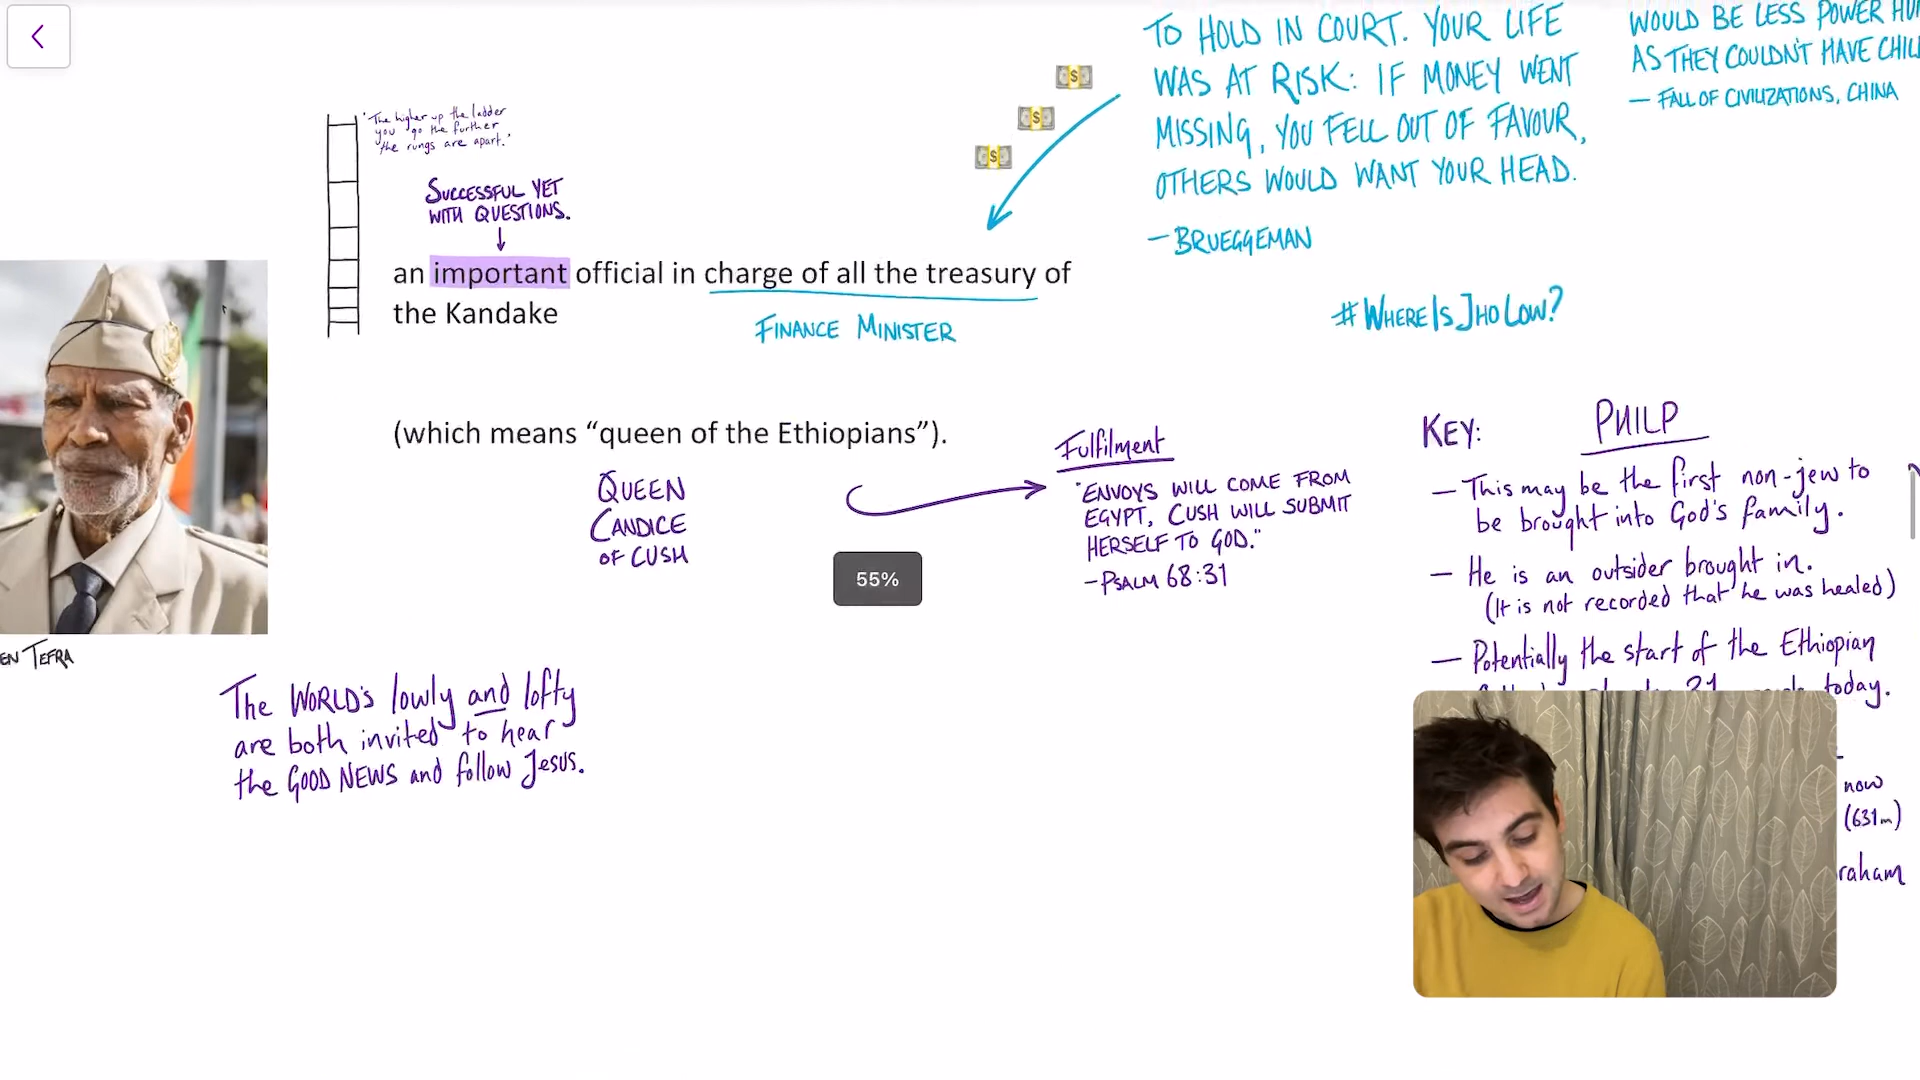 TO HOLD IN COURT. YOUR LIFE
WAS AT RISK: IF MONEY WENT
MISSING, YOU FELL OUT OF FAVOUR,
OTHERS WOULD WANT YOUR HEAD.
— BRUEGGEMAN
WOULD BE LESS POWER
AS THEY COULDN'T HAVE
— FALL OF CIVILIZATIONS, CHINA
"The higher up the ladder
you go the further
the rungs are apart."
SUCCESSFUL YET
WITH QUESTIONS.
an important official in charge of all the treasury of
the Kandake
FINANCE MINISTER
#WHEREISJHOLOW?
(which means “queen of the Ethiopians”).
QUEEN
CANDICE
OF CUSH
Fulfilment
"ENVOYS WILL COME FROM
EGYPT, CUSH WILL SUBMIT
HERSELF TO GOD."
- PSALM 68:31
55%
KEY:
PHILP
— This may be the first non-jew to
be brought into God's family.
— He is an outsider brought in.
(It is not recorded that he was healed)
— Potentially the start of the Ethiopian
today.
now
(631m)
TEFRA
The WORLD'S lowly and lofty
are both invited to hear
the GOOD NEWS and follow Jesus.